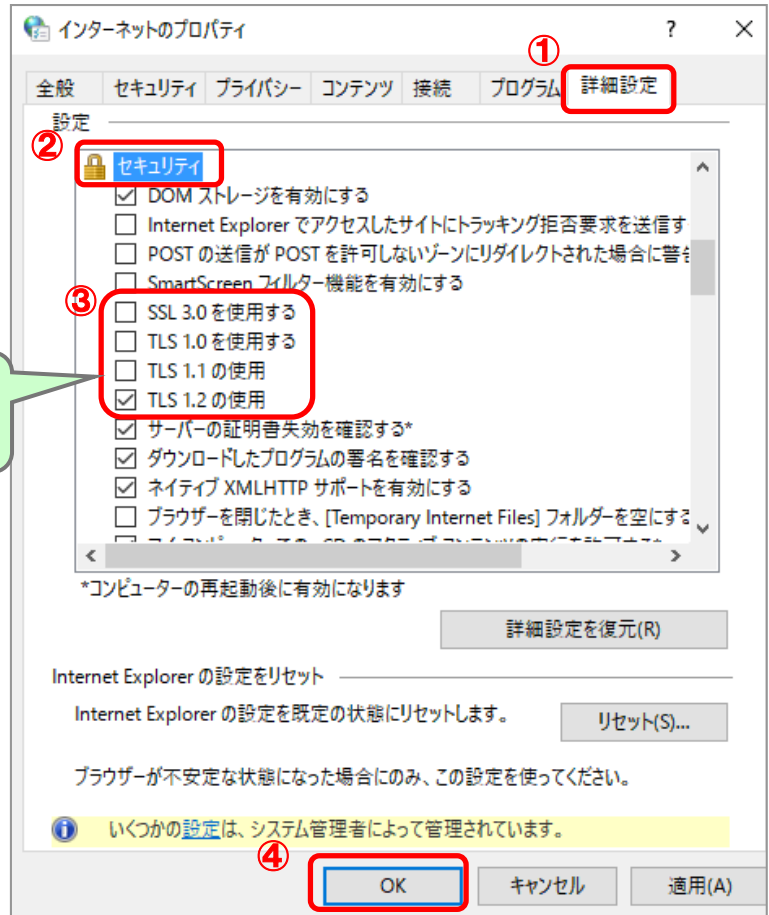 インターネットのプロパティ ? ×
①
全般 セキュリティ プライバシー コンテンツ 接続 プログラム 詳細設定
設定
②
セキュリティ
DOM ストレージを有効にする
Internet Explorer でアクセスしたサイトにトラッキング拒否要求を送信す
POST の送信が POST を許可しないゾーンにリダイレクトされた場合に警告
SmartScreen フィルター機能を有効にする
③
SSL 3.0 を使用する
TLS 1.0 を使用する
TLS 1.1 の使用
TLS 1.2 の使用
サーバーの証明書失効を確認する*
ダウンロードしたプログラムの署名を確認する
ネイティブ XMLHTTP サポートを有効にする
ブラウザーを閉じたとき、[Temporary Internet Files] フォルダーを空にする
*コンピューターの再起動後に有効になります
詳細設定を復元(R)
Internet Explorer の設定をリセット
Internet Explorer の設定を既定の状態にリセットします。
リセット(S)...
ブラウザーが不安定な状態になった場合にのみ、この設定を使ってください。
いくつかの設定は、システム管理者によって管理されています。
④
OK キャンセル 適用(A)